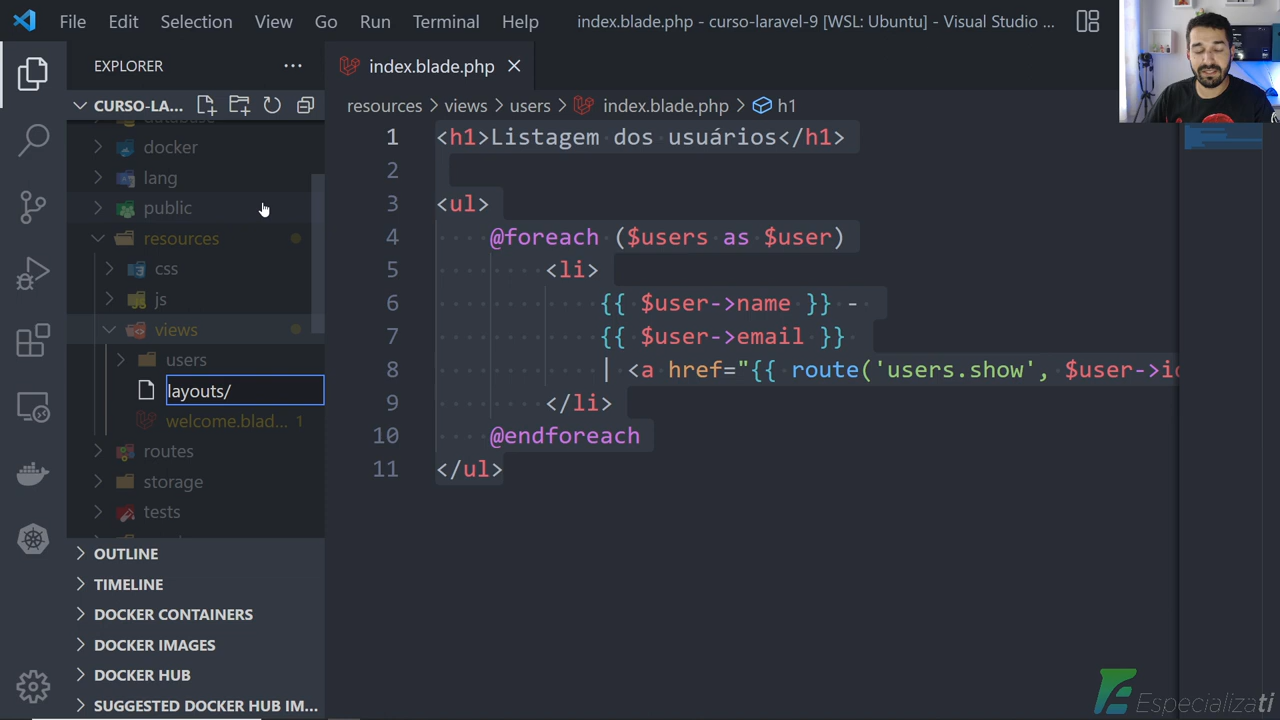 File Edit Selection View Go Run Terminal Help index.blade.php - curso-laravel-9 [WSL: Ubuntu] - Visual Studio ...
EXPLORER ...
index.blade.php
CURSO-LA...
resources > views > users > index.blade.php > h1
database
docker
lang
public
resources
css
js
views
users
layouts/
welcome.blad... 1
routes
storage
tests
OUTLINE
TIMELINE
DOCKER CONTAINERS
DOCKER IMAGES
DOCKER HUB
SUGGESTED DOCKER HUB IM...
1 <h1>Listagem dos usuários</h1>
2
3 <ul>
4 @foreach ($users as $user)
5 <li>
6 {{ $user->name }} -
7 {{ $user->email }}
8 | <a href="{{ route('users.show', $user->i
9 </li>
10 @endforeach
11 </ul>
Especializati